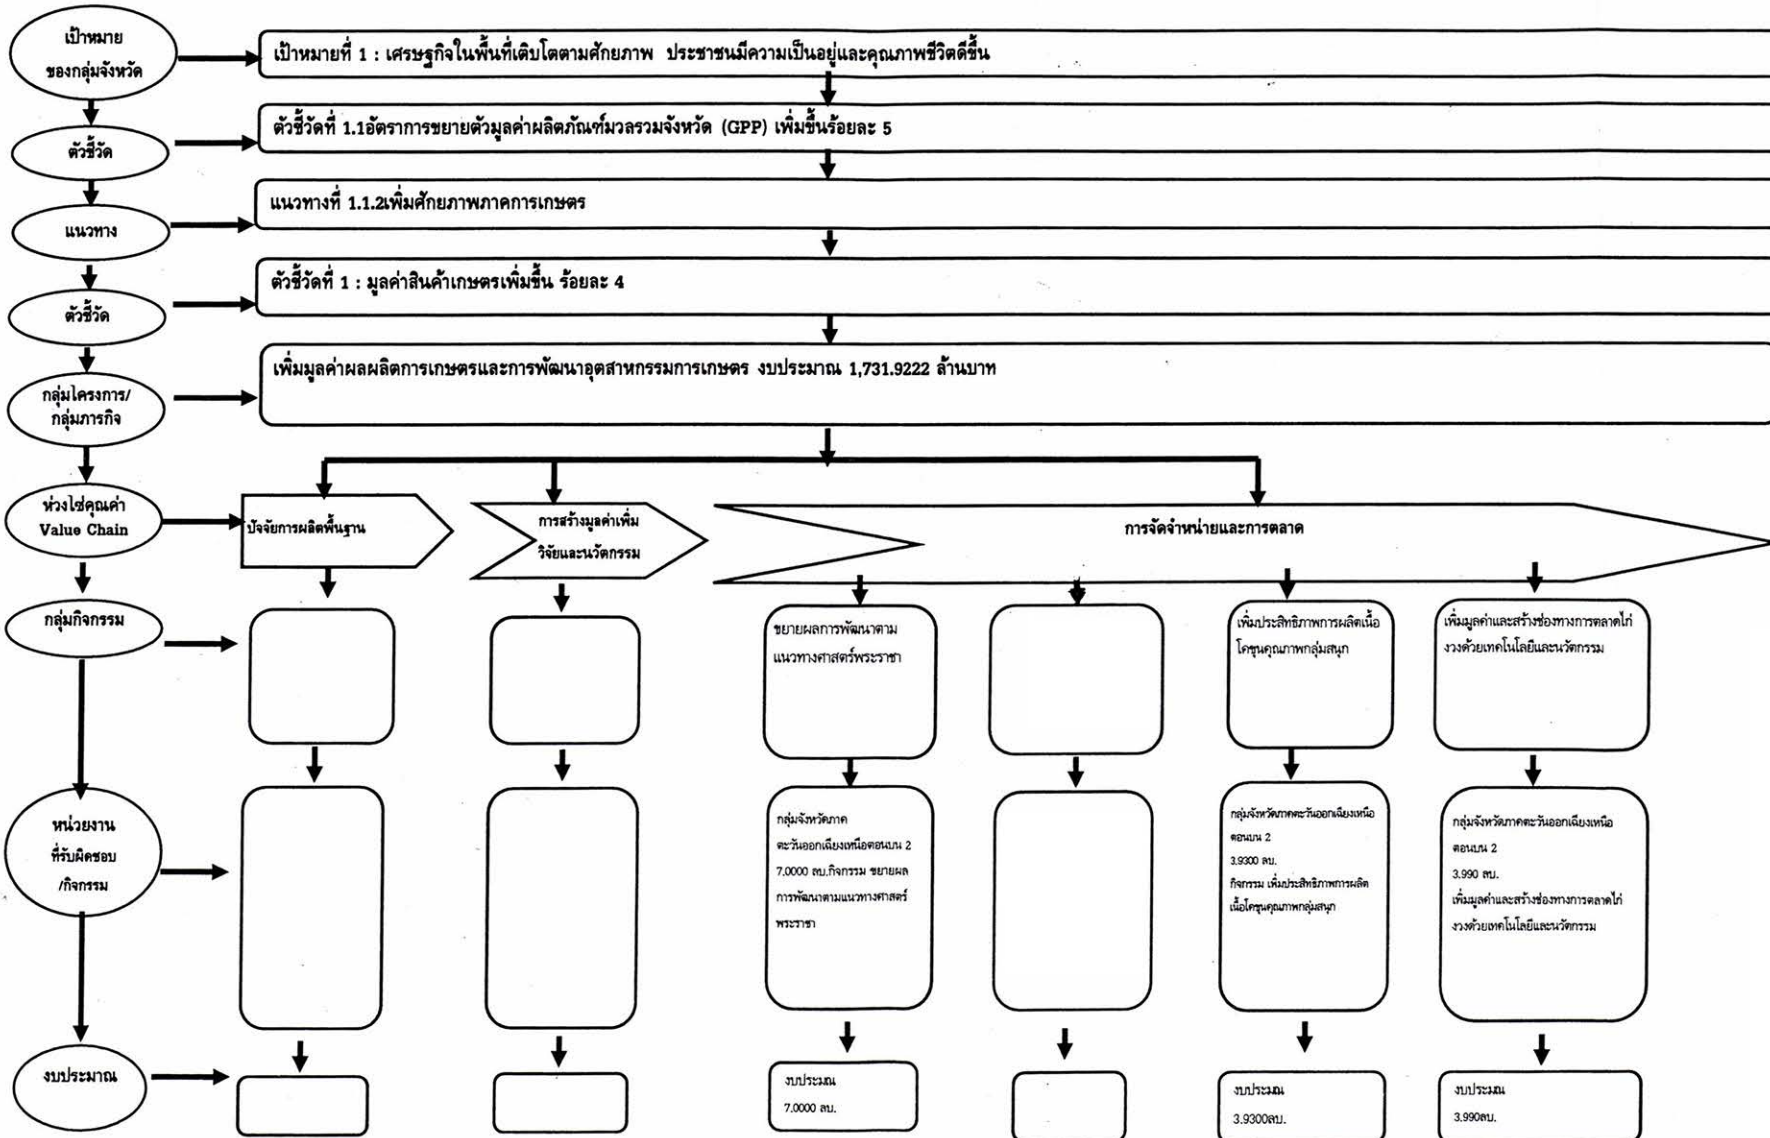 เป้าหมาย
ของกลุ่มจังหวัด
เป้าหมายที่ 1 : เศรษฐกิจในพื้นที่เติบโตตามศักยภาพ ประชาชนมีความเป็นอยู่และคุณภาพชีวิตดีขึ้น
ตัวชี้วัด
ตัวชี้วัดที่ 1.1อัตราการขยายตัวมูลค่าผลิตภัณฑ์มวลรวมจังหวัด (GPP) เพิ่มขึ้นร้อยละ 5
แนวทาง
แนวทางที่ 1.1.2เพิ่มศักยภาพภาคการเกษตร
ตัวชี้วัด
ตัวชี้วัดที่ 1 : มูลค่าสินค้าเกษตรเพิ่มขึ้น ร้อยละ 4
กลุ่มโครงการ/
กลุ่มภารกิจ
เพิ่มมูลค่าผลผลิตการเกษตรและการพัฒนาอุตสาหกรรมการเกษตร งบประมาณ 1,731.9222 ล้านบาท
ห่วงโซ่คุณค่า
Value Chain
ปัจจัยการผลิตพื้นฐาน
การสร้างมูลค่าเพิ่ม
วิจัยและนวัตกรรม
การจัดจำหน่ายและการตลาด
กลุ่มกิจกรรม
ขยายผลการพัฒนาตาม
แนวทางศาสตร์พระราชา
เพิ่มประสิทธิภาพการผลิตเนื้อ
โคขุนคุณภาพกลุ่มสนุก
เพิ่มมูลค่าและสร้างช่องทางการตลาดไก่
งวงด้วยเทคโนโลยีและนวัตกรรม
หน่วยงาน
ที่รับผิดชอบ
/กิจกรรม
กลุ่มจังหวัดภาค
ตะวันออกเฉียงเหนือตอนบน 2
7.0000 ลบ.กิจกรรม ขยายผล
การพัฒนาตามแนวทางศาสตร์
พระราชา
กลุ่มจังหวัดภาคตะวันออกเฉียงเหนือ
ตอนบน 2
3.9300 ลบ.
กิจกรรม เพิ่มประสิทธิภาพการผลิต
เนื้อโคขุนคุณภาพกลุ่มสนุก
กลุ่มจังหวัดภาคตะวันออกเฉียงเหนือ
ตอนบน 2
3.990 ลบ.
เพิ่มมูลค่าและสร้างช่องทางการตลาดไก่
งวงด้วยเทคโนโลยีและนวัตกรรม
งบประมาณ
งบประมณ
7.0000 ลบ.
งบประมณ
3.9300ลบ.
งบประมณ
3.990ลบ.